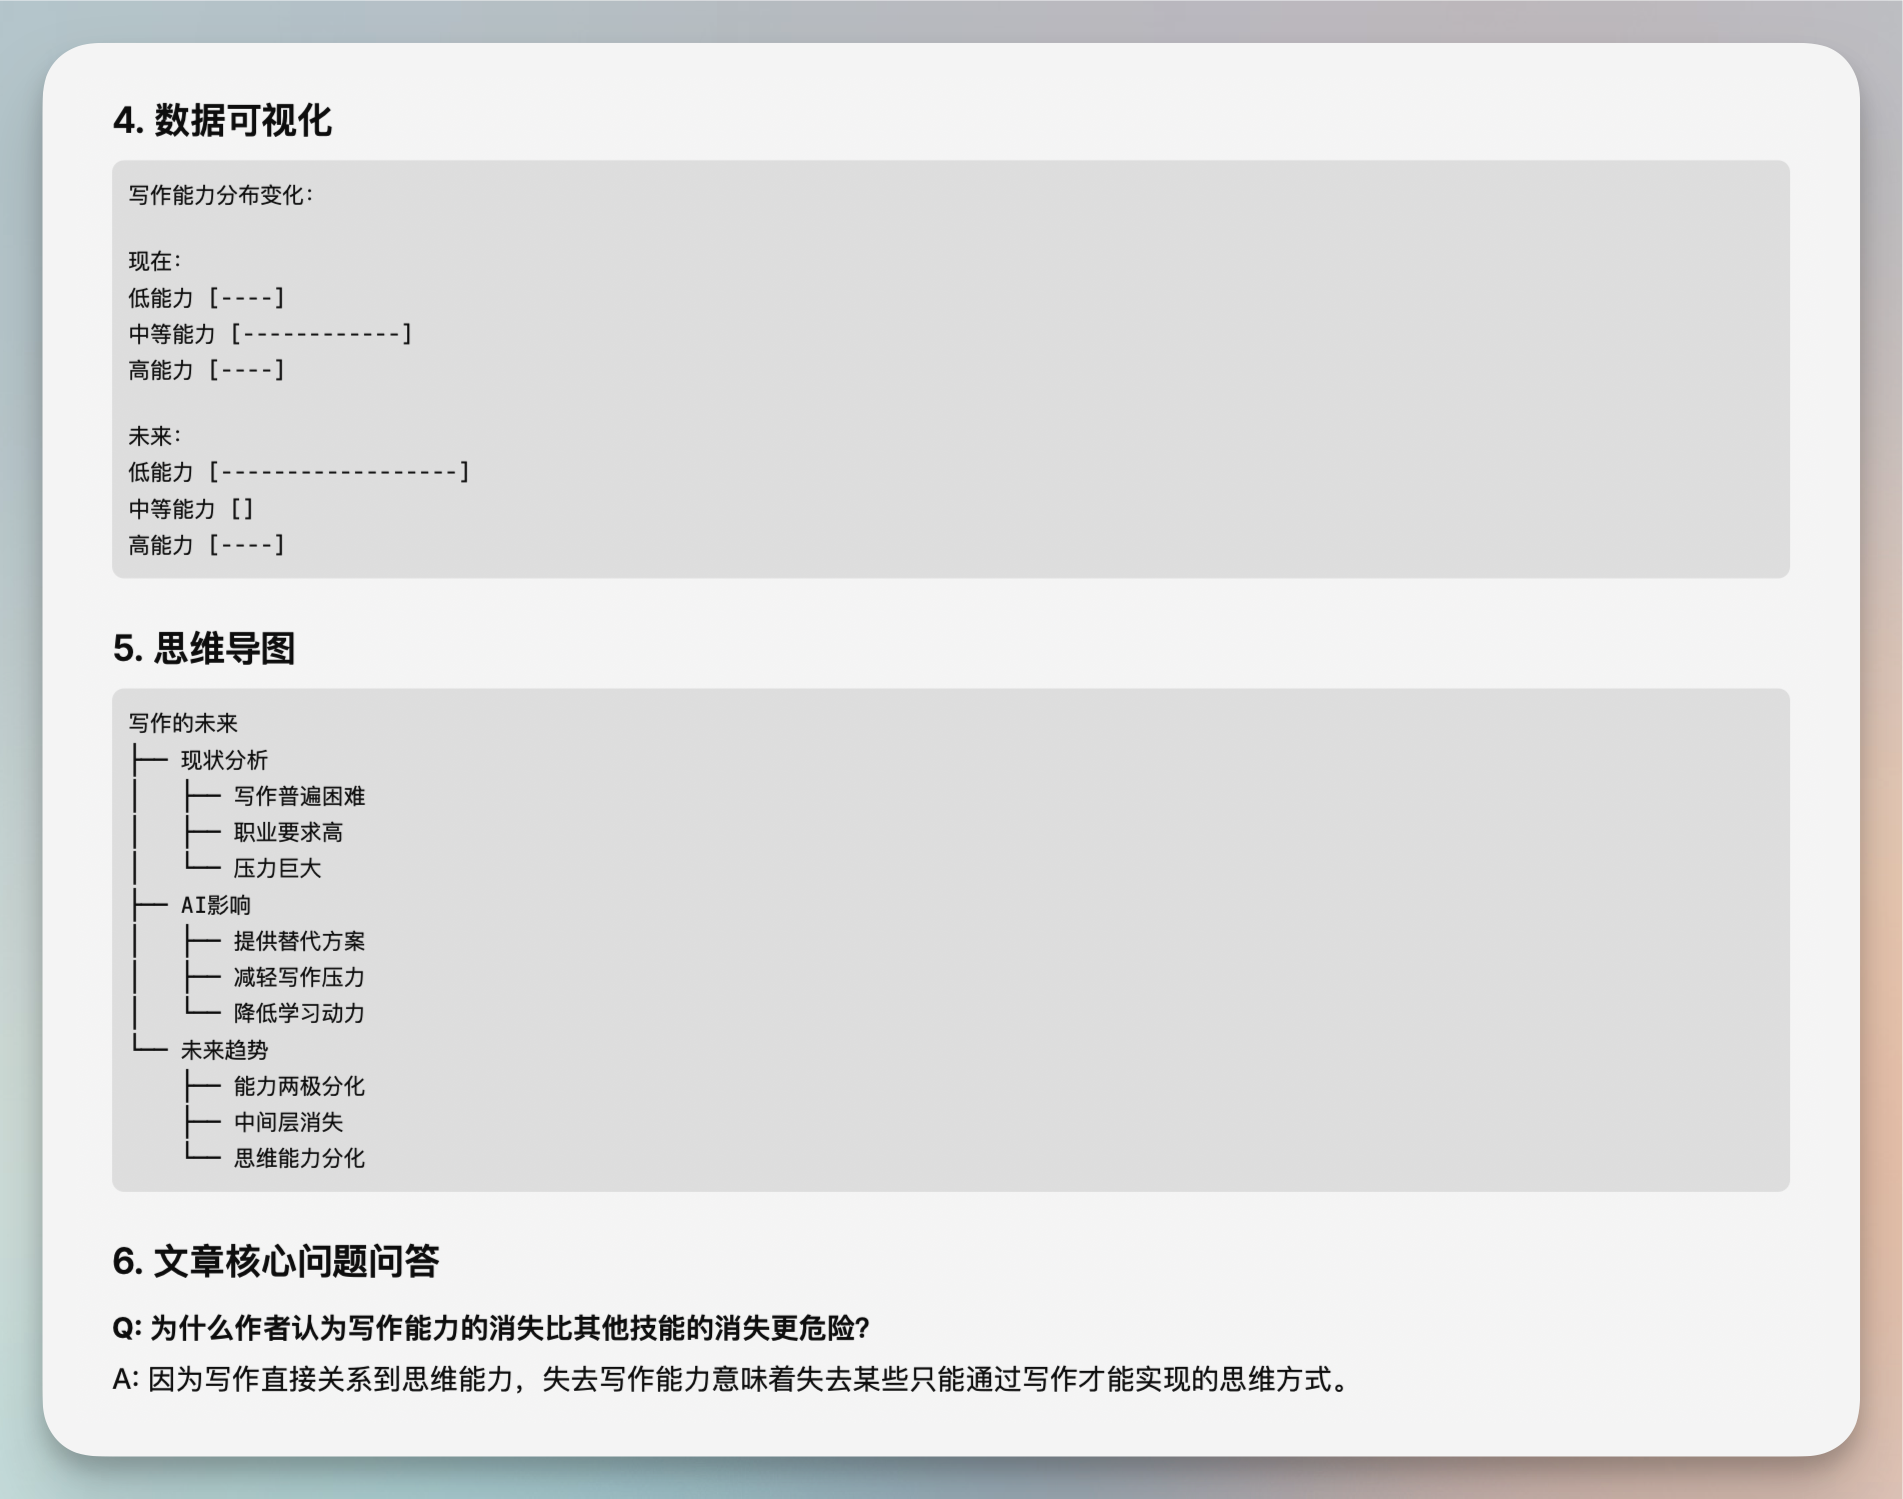 4. 数据可视化
写作能力分布变化:
现在:
低能力 [----]
中等能力 [------------]
高能力 [----]
未来:
低能力 [------------------]
中等能力 []
高能力 [----]
5. 思维导图
写作的未来
├── 现状分析
│   ├── 写作普遍困难
│   ├── 职业要求高
│   └── 压力巨大
├── AI影响
│   ├── 提供替代方案
│   ├── 减轻写作压力
│   └── 降低学习动力
└── 未来趋势
    ├── 能力两极分化
    ├── 中间层消失
    └── 思维能力分化
6. 文章核心问题问答
Q: 为什么作者认为写作能力的消失比其他技能的消失更危险?
A: 因为写作直接关系到思维能力，失去写作能力意味着失去某些只能通过写作才能实现的思维方式。